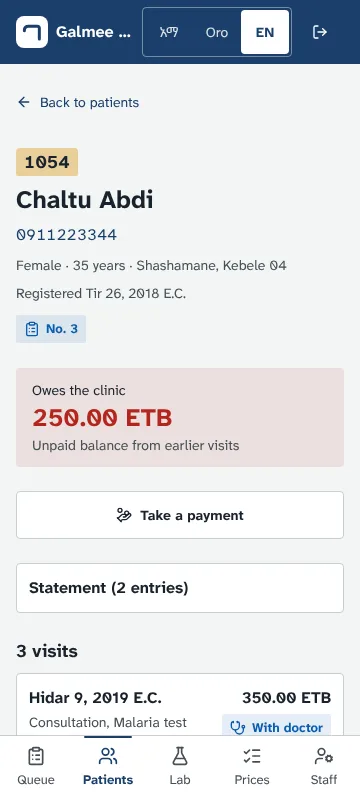 Galmee ...
አማ
Oro
EN
Back to patients
1054
Chaltu Abdi
0911223344
Female · 35 years · Shashamane, Kebele 04
Registered Tir 26, 2018 E.C.
No. 3
Owes the clinic
250.00 ETB
Unpaid balance from earlier visits
Take a payment
Statement (2 entries)
3 visits
Hidar 9, 2019 E.C. 350.00 ETB
Consultation, Malaria test With doctor
Queue Patients Lab Prices Staff